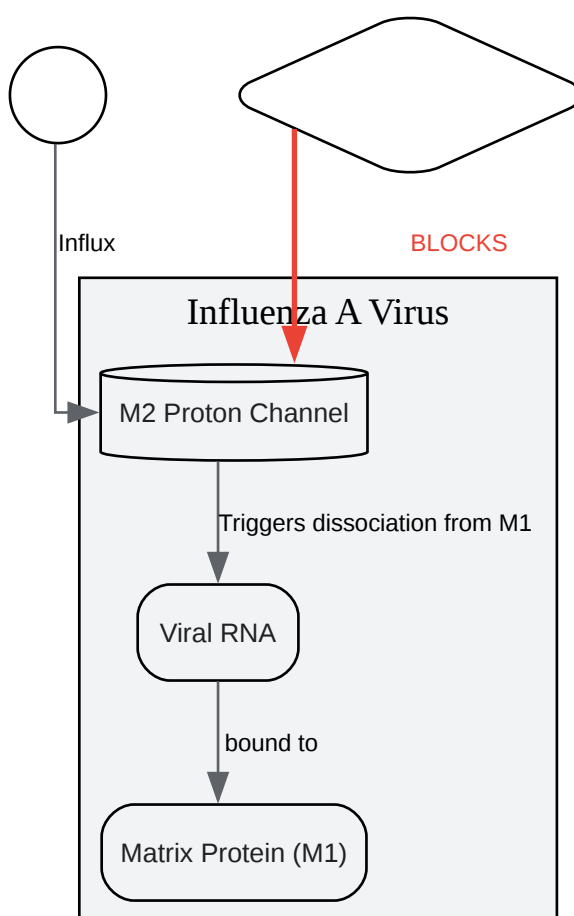 Influx
BLOCKS
Influenza A Virus
M2 Proton Channel
Triggers dissociation from M1
Viral RNA
bound to
Matrix Protein (M1)